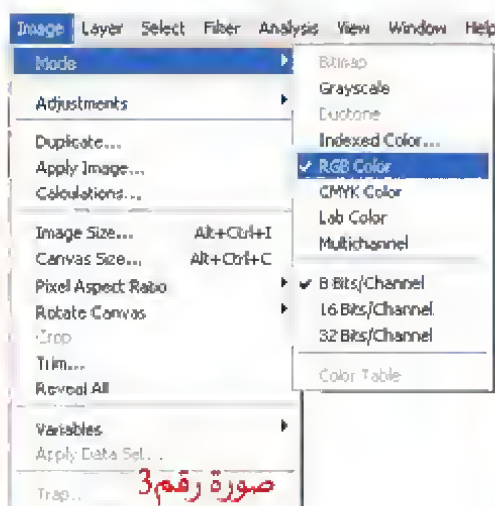 Image Layer Select Filter Analysis View Window Help
Mode
Adjustments
Duplicate...
Apply Image...
Calculations...
Image Size... Alt+Ctrl+I
Canvas Size... Alt+Ctrl+C
Pixel Aspect Ratio
Rotate Canvas
Crop
Trim...
Reveal All
Variables
Apply Data Set...
Trap...
Bitmap
Grayscale
Duotone
Indexed Color...
RGB Color
CMYK Color
Lab Color
Multichannel
8 Bits/Channel
16 Bits/Channel
32 Bits/Channel
Color Table
صورة رقم3